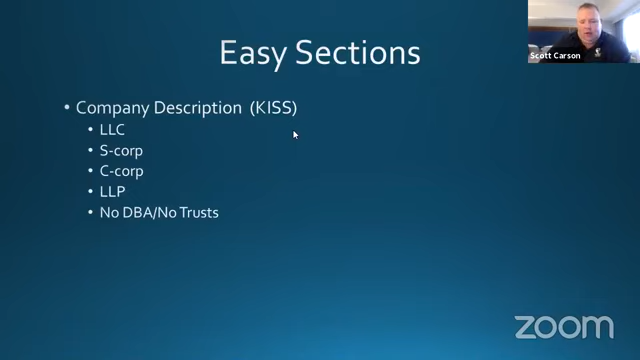 Easy Sections
• Company Description (KISS)
• LLC
• S-corp
• C-corp
• LLP
• No DBA/No Trusts
Scott Carson
zoom